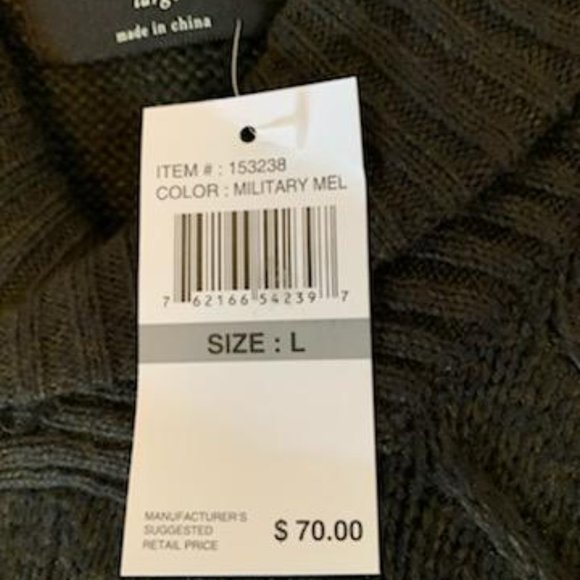 made in china
ITEM # : 153238
COLOR : MILITARY MEL
7 62166 54239 7
SIZE : L
MANUFACTURER'S
SUGGESTED
RETAIL PRICE
$ 70.00